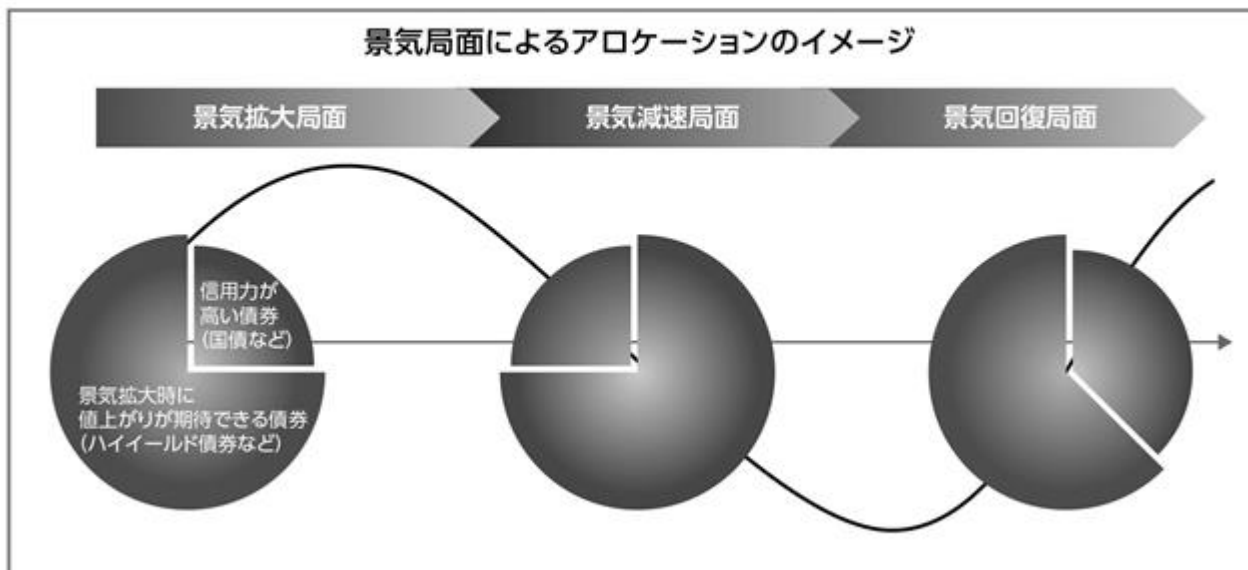 景気局面によるアロケーションのイメージ
景気拡大局面
景気減速局面
景気回復局面
信用力が
高い債券
(国債など)
景気拡大時に
値上がりが期待できる債券
(ハイイールド債券など)